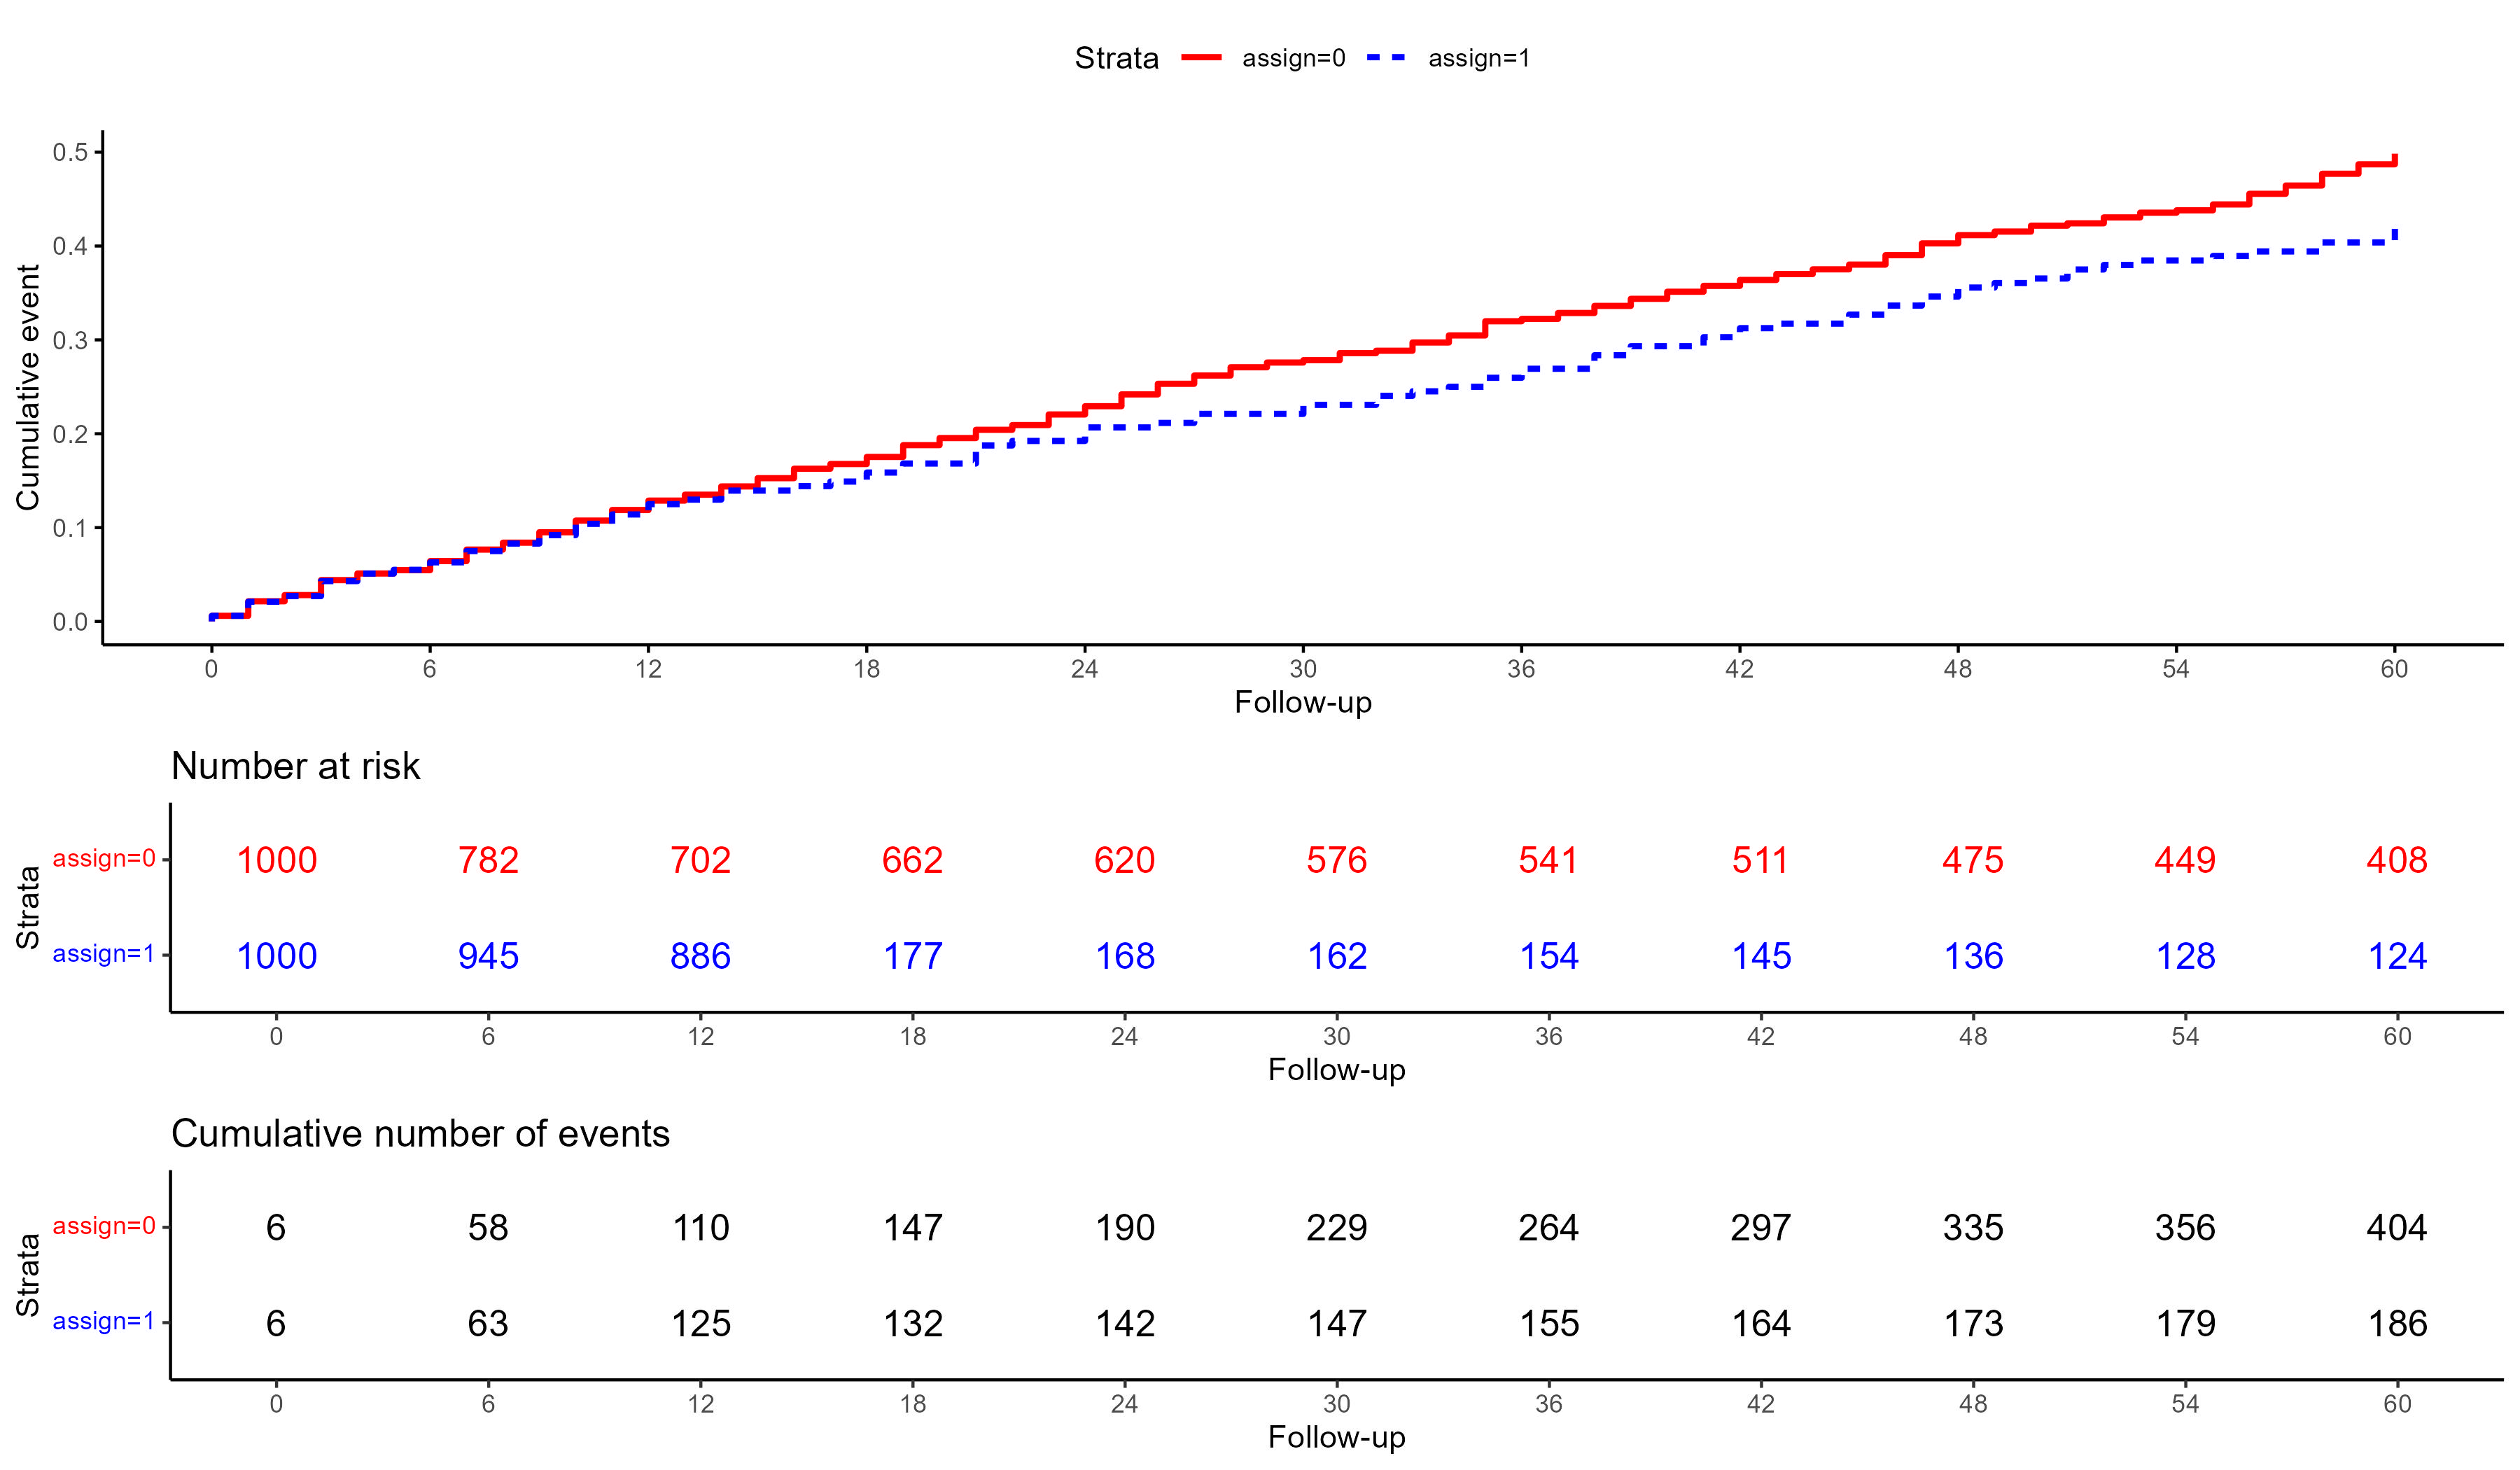 Strata assign=0 assign=1
0.5
0.4
0.3
0.2
0.1
0.0
Cumulative event
0 6 12 18 24 30 36 42 48 54 60
Follow-up
Number at risk
Strata
assign=0 1000 782 702 662 620 576 541 511 475 449 408
assign=1 1000 945 886 177 168 162 154 145 136 128 124
0 6 12 18 24 30 36 42 48 54 60
Follow-up
Cumulative number of events
Strata
assign=0 6 58 110 147 190 229 264 297 335 356 404
assign=1 6 63 125 132 142 147 155 164 173 179 186
0 6 12 18 24 30 36 42 48 54 60
Follow-up